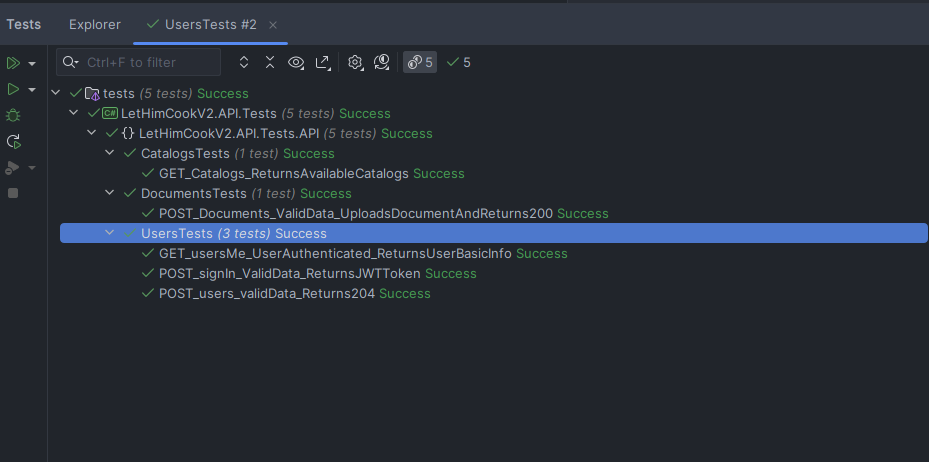 Tests Explorer UsersTests #2
Ctrl+F to filter 5 5
tests (5 tests) Success
C# LetHimCookV2.API.Tests (5 tests) Success
{} LetHimCookV2.API.Tests.API (5 tests) Success
CatalogsTests (1 test) Success
GET_Catalogs_ReturnsAvailableCatalogs Success
DocumentsTests (1 test) Success
POST_Documents_ValidData_UploadsDocumentAndReturns200 Success
UsersTests (3 tests) Success
GET_usersMe_UserAuthenticated_ReturnsUserBasicInfo Success
POST_signIn_ValidData_ReturnsJWTToken Success
POST_users_validData_Returns204 Success